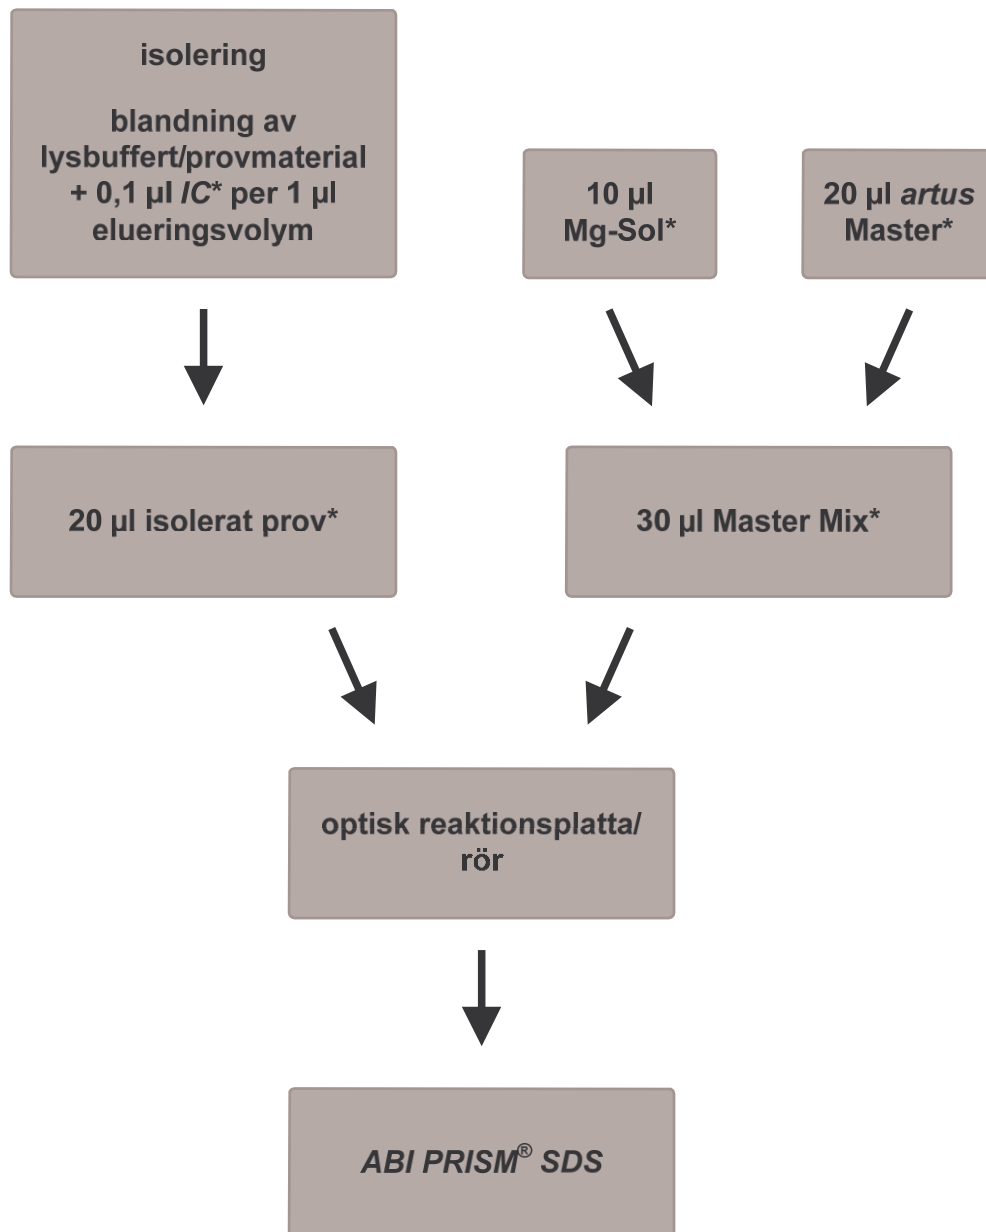 isolering
blandning av
lysbuffert/provmaterial
+ 0,1 µl IC* per 1 µl
elueringsvolym
10 µl
Mg-Sol*
20 µl artus
Master*
20 µl isolerat prov*
30 µl Master Mix*
optisk reaktionsplatta/
rör
ABI PRISM® SDS